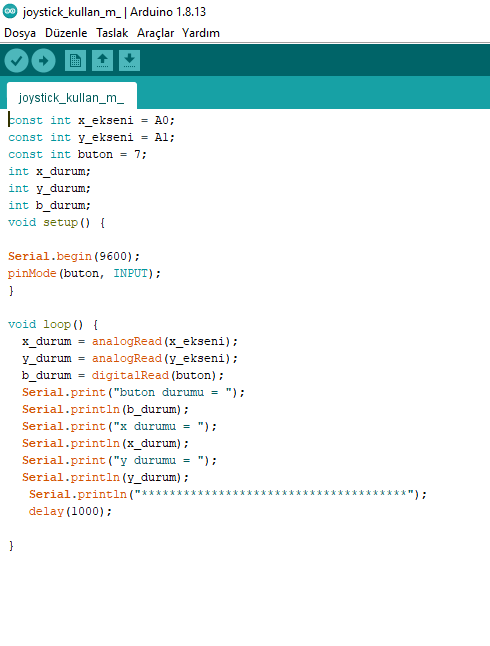 joystick_kullan_m_ | Arduino 1.8.13
Dosya Düzenle Taslak Araçlar Yardım
joystick_kullan_m_
const int x_ekseni = A0;
const int y_ekseni = A1;
const int buton = 7;
int x_durum;
int y_durum;
int b_durum;
void setup() {
Serial.begin(9600);
pinMode(buton, INPUT);
}
void loop() {
x_durum = analogRead(x_ekseni);
y_durum = analogRead(y_ekseni);
b_durum = digitalRead(buton);
Serial.print("buton durumu = ");
Serial.println(b_durum);
Serial.print("x durumu = ");
Serial.println(x_durum);
Serial.print("y durumu = ");
Serial.println(y_durum);
Serial.println("**************************************");
delay(1000);
}